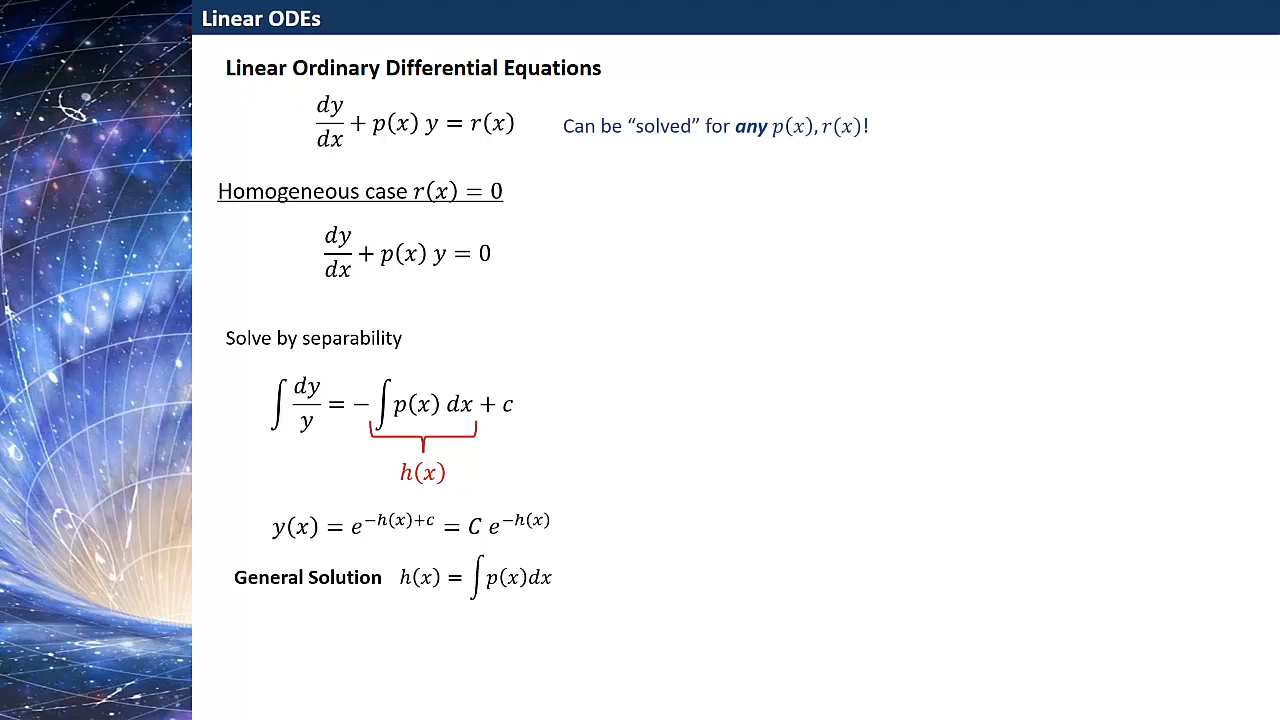 Linear ODEs
Linear Ordinary Differential Equations
dy/dx + p(x) y = r(x) Can be “solved” for any p(x), r(x)!
Homogeneous case r(x) = 0
dy/dx + p(x) y = 0
Solve by separability
∫ dy/y = − ∫ p(x) dx + c
h(x)
y(x) = e^{−h(x)+c} = C e^{−h(x)}
General Solution h(x) = ∫ p(x)dx